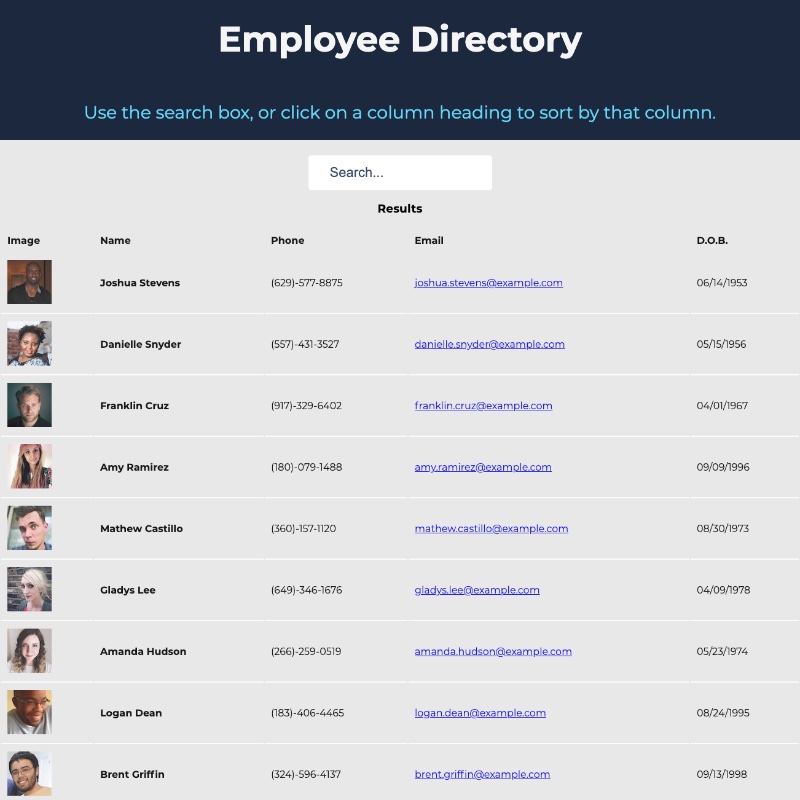 Employee Directory
Use the search box, or click on a column heading to sort by that column.
Search...
Results
Image Name Phone Email D.O.B.
Joshua Stevens (629)-577-8875 joshua.stevens@example.com 06/14/1953
Danielle Snyder (557)-431-3527 danielle.snyder@example.com 05/15/1956
Franklin Cruz (917)-329-6402 franklin.cruz@example.com 04/01/1967
Amy Ramirez (180)-079-1488 amy.ramirez@example.com 09/09/1996
Mathew Castillo (360)-157-1120 mathew.castillo@example.com 08/30/1973
Gladys Lee (649)-346-1676 gladys.lee@example.com 04/09/1978
Amanda Hudson (266)-259-0519 amanda.hudson@example.com 05/23/1974
Logan Dean (183)-406-4465 logan.dean@example.com 08/24/1995
Brent Griffin (324)-596-4137 brent.griffin@example.com 09/13/1998